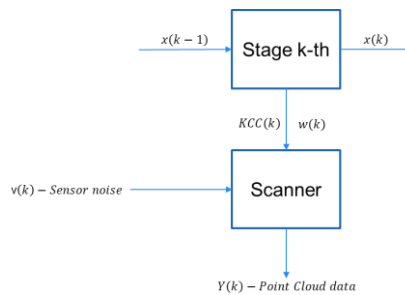 x(k − 1)
Stage k-th
x(k)
KCC(k) w(k)
v(k) − Sensor noise
Scanner
Y(k) − Point Cloud data